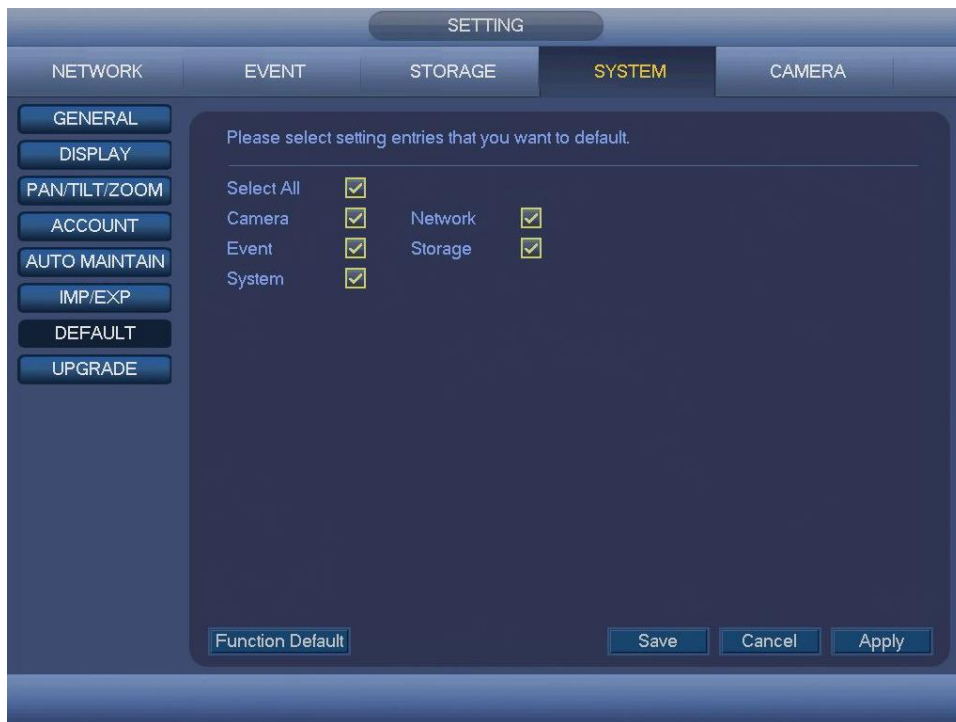 SETTING
NETWORK EVENT STORAGE SYSTEM CAMERA
GENERAL
DISPLAY
PAN/TILT/ZOOM
ACCOUNT
AUTO MAINTAIN
IMP/EXP
DEFAULT
UPGRADE
Please select setting entries that you want to default.
Select All
Camera Network
Event Storage
System
Function Default Save Cancel Apply